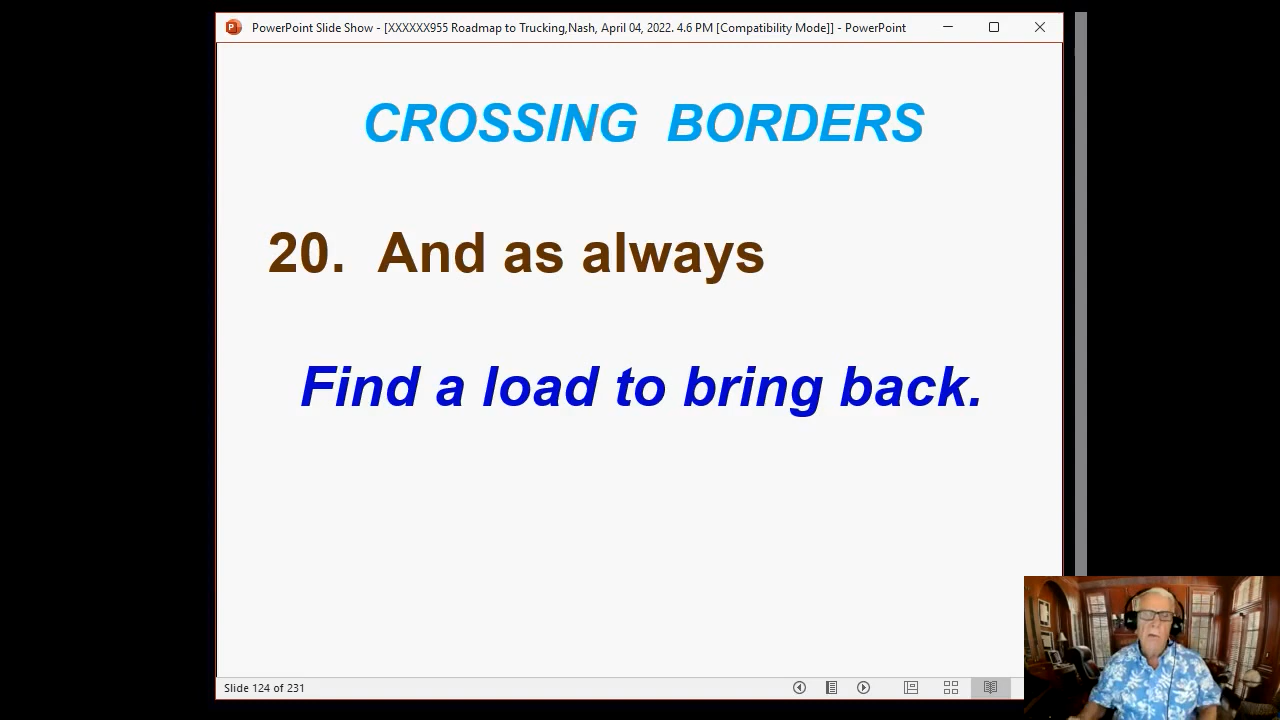 PowerPoint Slide Show - [XXXXXX955 Roadmap to Trucking,Nash, April 04, 2022. 4.6 PM [Compatibility Mode]] - PowerPoint
CROSSING BORDERS
20. And as always
Find a load to bring back.
Slide 124 of 231